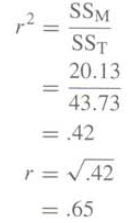 r² = SS_M / SS_T
= 20.13 / 43.73
= .42
r = √.42
= .65